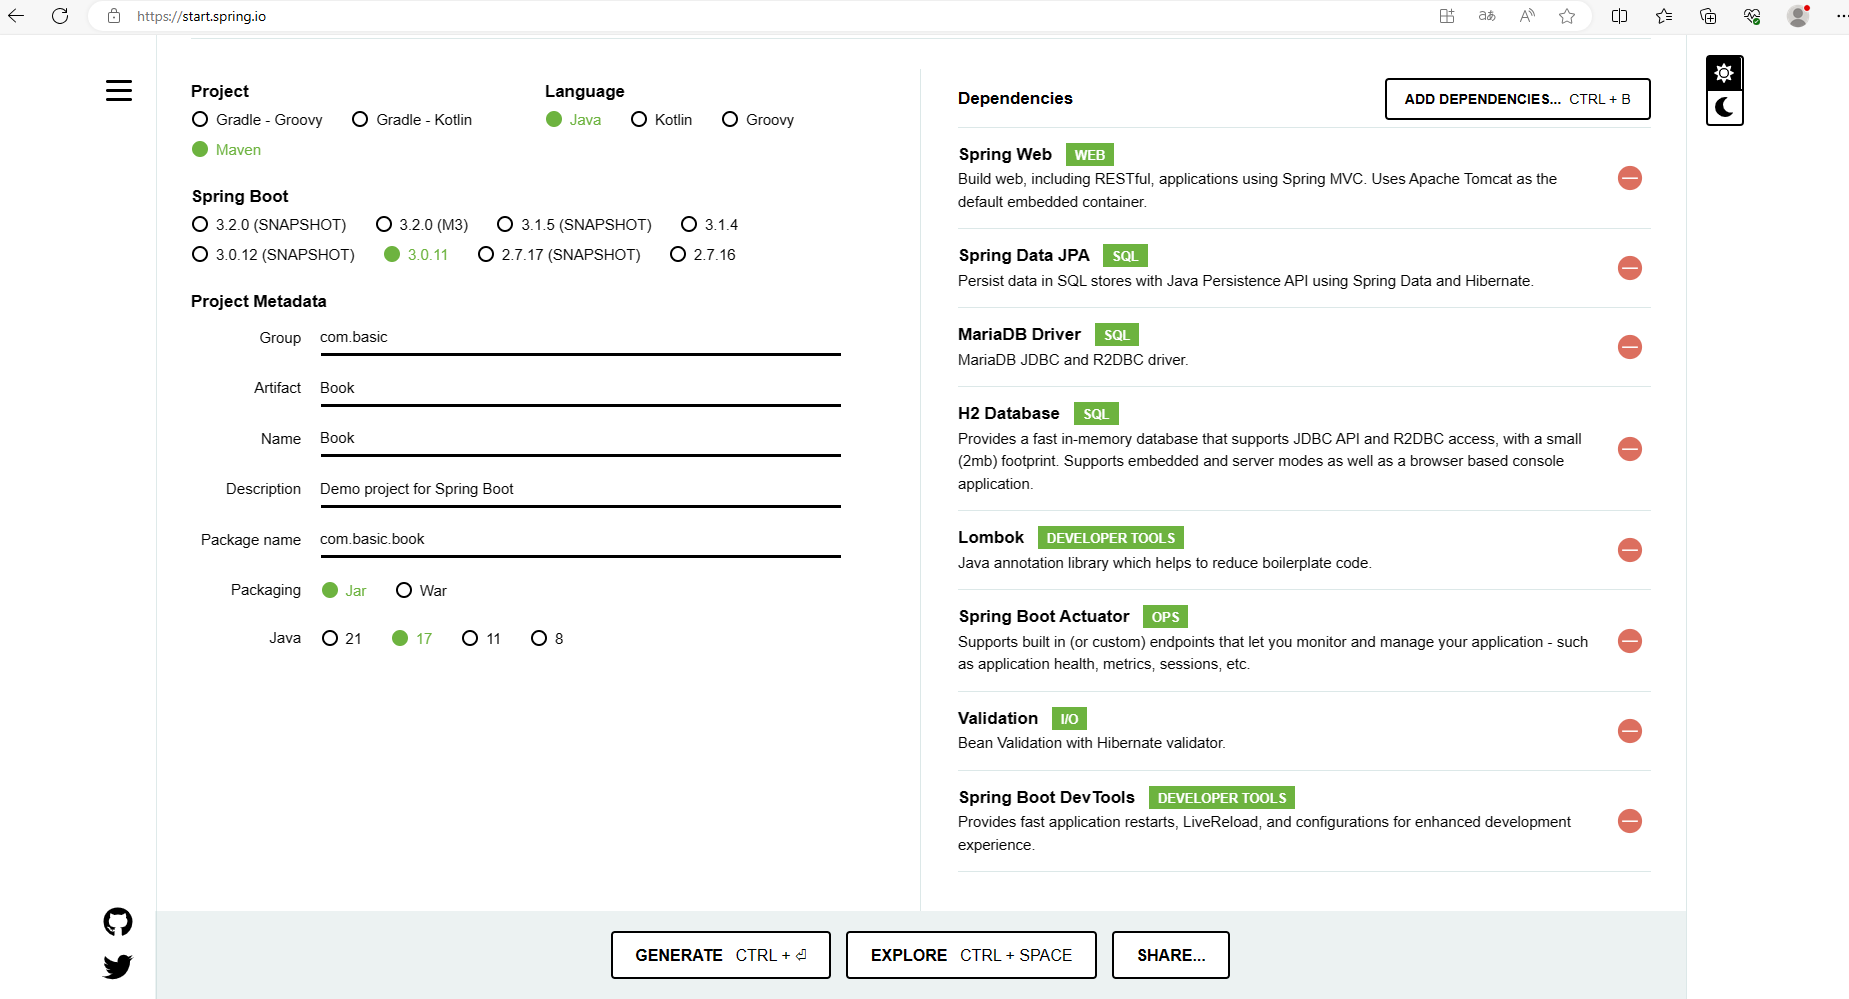 https://start.spring.io
Project
Gradle - Groovy
Gradle - Kotlin
Maven
Language
Java
Kotlin
Groovy
Spring Boot
3.2.0 (SNAPSHOT)
3.2.0 (M3)
3.1.5 (SNAPSHOT)
3.1.4
3.0.12 (SNAPSHOT)
3.0.11
2.7.17 (SNAPSHOT)
2.7.16
Project Metadata
Group com.basic
Artifact Book
Name Book
Description Demo project for Spring Boot
Package name com.basic.book
Packaging Jar War
Java 21 17 11 8
Dependencies
ADD DEPENDENCIES... CTRL + B
Spring Web WEB
Build web, including RESTful, applications using Spring MVC. Uses Apache Tomcat as the
default embedded container.
Spring Data JPA SQL
Persist data in SQL stores with Java Persistence API using Spring Data and Hibernate.
MariaDB Driver SQL
MariaDB JDBC and R2DBC driver.
H2 Database SQL
Provides a fast in-memory database that supports JDBC API and R2DBC access, with a small
(2mb) footprint. Supports embedded and server modes as well as a browser based console
application.
Lombok DEVELOPER TOOLS
Java annotation library which helps to reduce boilerplate code.
Spring Boot Actuator OPS
Supports built in (or custom) endpoints that let you monitor and manage your application - such
as application health, metrics, sessions, etc.
Validation I/O
Bean Validation with Hibernate validator.
Spring Boot DevTools DEVELOPER TOOLS
Provides fast application restarts, LiveReload, and configurations for enhanced development
experience.
GENERATE CTRL + ⏎
EXPLORE CTRL + SPACE
SHARE...